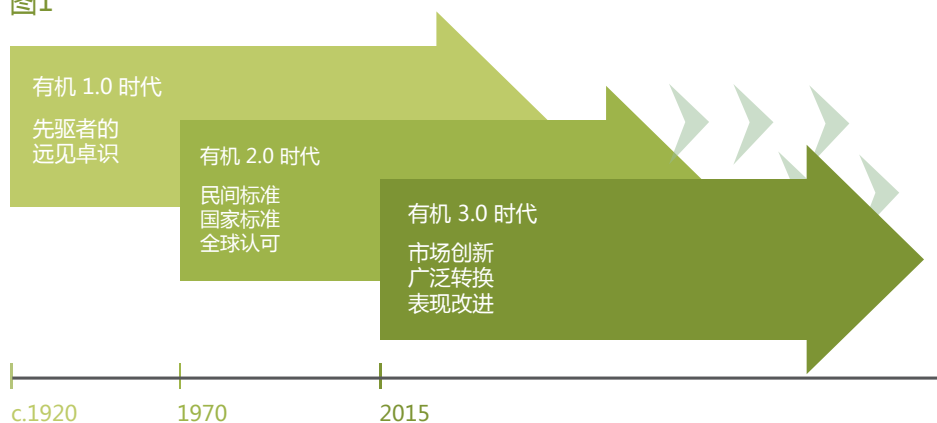 图1
有机 1.0 时代
先驱者的
远见卓识
有机 2.0 时代
民间标准
国家标准
全球认可
有机 3.0 时代
市场创新
广泛转换
表现改进
c.1920
1970
2015